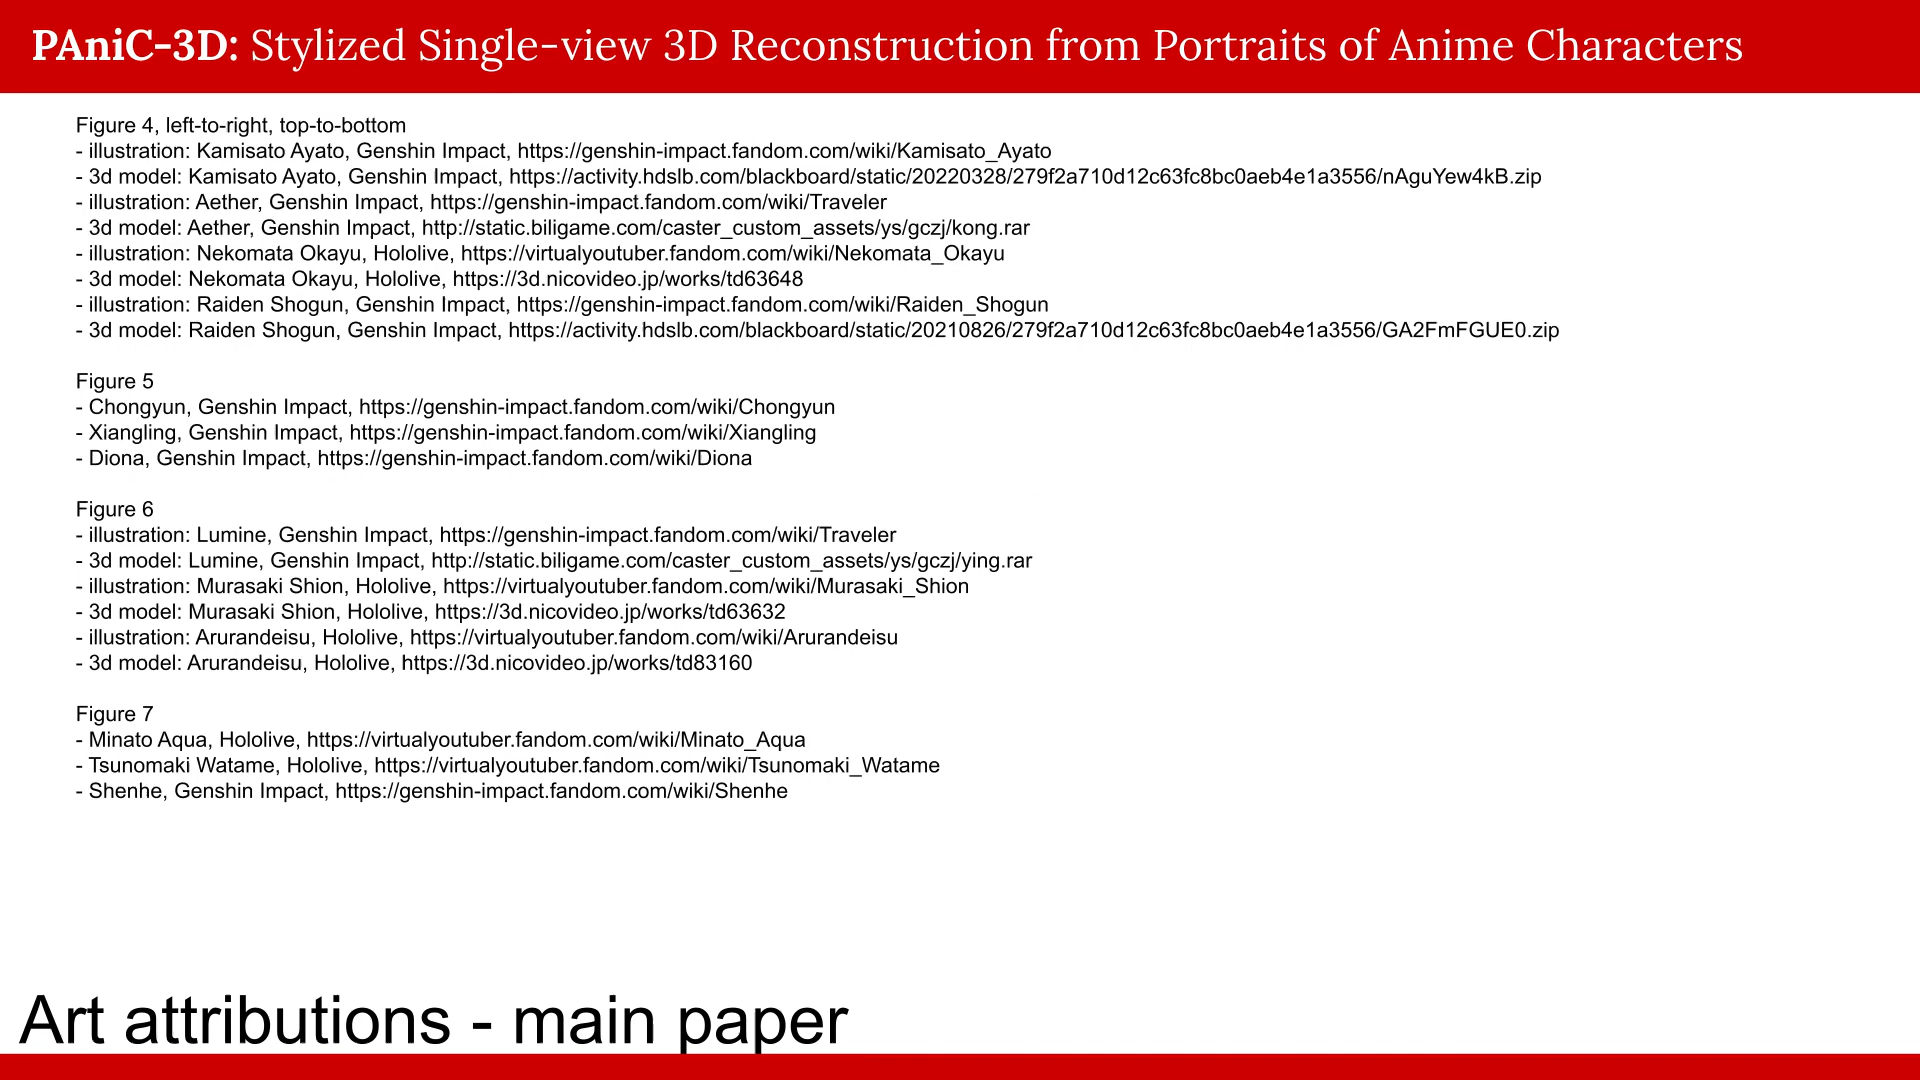 PAniC-3D: Stylized Single-view 3D Reconstruction from Portraits of Anime Characters
Figure 4, left-to-right, top-to-bottom
- illustration: Kamisato Ayato, Genshin Impact, https://genshin-impact.fandom.com/wiki/Kamisato_Ayato
- 3d model: Kamisato Ayato, Genshin Impact, https://activity.hdslb.com/blackboard/static/20220328/279f2a710d12c63fc8bc0aeb4e1a3556/nAguYew4kB.zip
- illustration: Aether, Genshin Impact, https://genshin-impact.fandom.com/wiki/Traveler
- 3d model: Aether, Genshin Impact, http://static.biligame.com/caster_custom_assets/ys/gczj/kong.rar
- illustration: Nekomata Okayu, Hololive, https://virtualyoutuber.fandom.com/wiki/Nekomata_Okayu
- 3d model: Nekomata Okayu, Hololive, https://3d.nicovideo.jp/works/td63648
- illustration: Raiden Shogun, Genshin Impact, https://genshin-impact.fandom.com/wiki/Raiden_Shogun
- 3d model: Raiden Shogun, Genshin Impact, https://activity.hdslb.com/blackboard/static/20210826/279f2a710d12c63fc8bc0aeb4e1a3556/GA2FmFGUE0.zip
Figure 5
- Chongyun, Genshin Impact, https://genshin-impact.fandom.com/wiki/Chongyun
- Xiangling, Genshin Impact, https://genshin-impact.fandom.com/wiki/Xiangling
- Diona, Genshin Impact, https://genshin-impact.fandom.com/wiki/Diona
Figure 6
- illustration: Lumine, Genshin Impact, https://genshin-impact.fandom.com/wiki/Traveler
- 3d model: Lumine, Genshin Impact, http://static.biligame.com/caster_custom_assets/ys/gczj/ying.rar
- illustration: Murasaki Shion, Hololive, https://virtualyoutuber.fandom.com/wiki/Murasaki_Shion
- 3d model: Murasaki Shion, Hololive, https://3d.nicovideo.jp/works/td63632
- illustration: Arurandeisu, Hololive, https://virtualyoutuber.fandom.com/wiki/Arurandeisu
- 3d model: Arurandeisu, Hololive, https://3d.nicovideo.jp/works/td83160
Figure 7
- Minato Aqua, Hololive, https://virtualyoutuber.fandom.com/wiki/Minato_Aqua
- Tsunomaki Watame, Hololive, https://virtualyoutuber.fandom.com/wiki/Tsunomaki_Watame
- Shenhe, Genshin Impact, https://genshin-impact.fandom.com/wiki/Shenhe
Art attributions - main paper